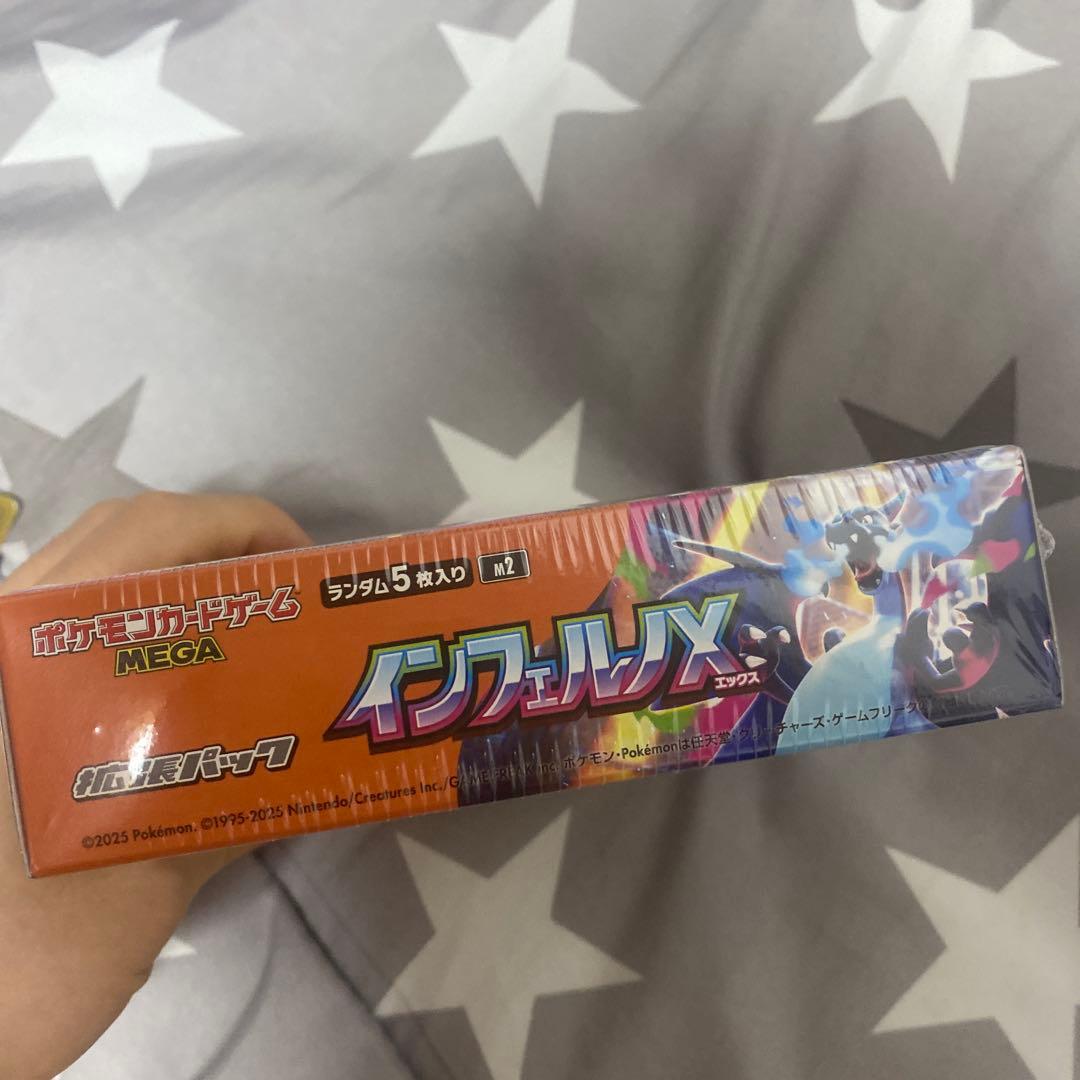 ポケモンカードゲーム
MEGA
ランダム5枚入り M2
インフェルノX
エックス
拡張パック
©2025 Pokémon. ©1995-2025 Nintendo/Creatures Inc./GAME FREAK inc. ポケモン・Pokémonは任天堂・クリーチャーズ・ゲームフリークの